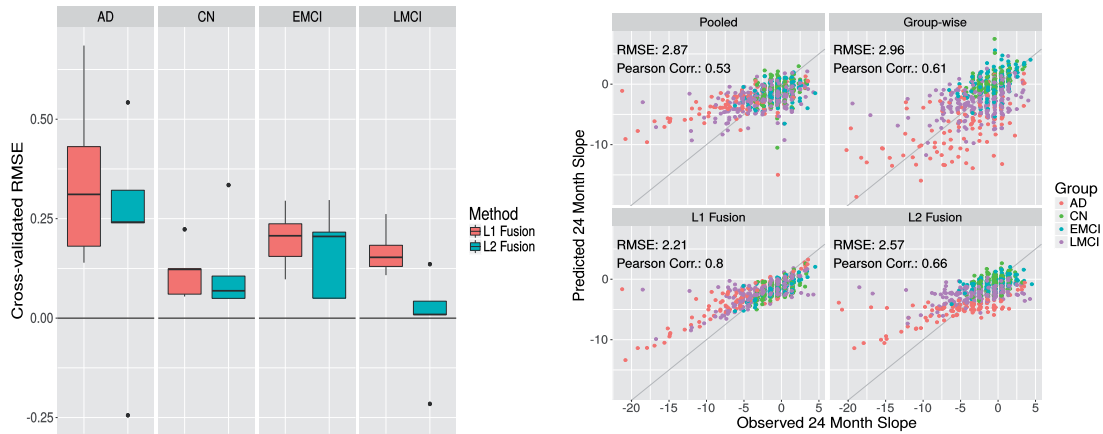 AD CN EMCI LMCI
Cross-validated RMSE
0.50
0.25
0.00
-0.25
Method
L1 Fusion
L2 Fusion
Pooled Group-wise
RMSE: 2.87
Pearson Corr.: 0.53
RMSE: 2.96
Pearson Corr.: 0.61
0
-10
L1 Fusion L2 Fusion
RMSE: 2.21
Pearson Corr.: 0.8
RMSE: 2.57
Pearson Corr.: 0.66
0
-10
Predicted 24 Month Slope
-20 -15 -10 -5 0 5 -20 -15 -10 -5 0 5
Observed 24 Month Slope
Group
AD
CN
EMCI
LMCI